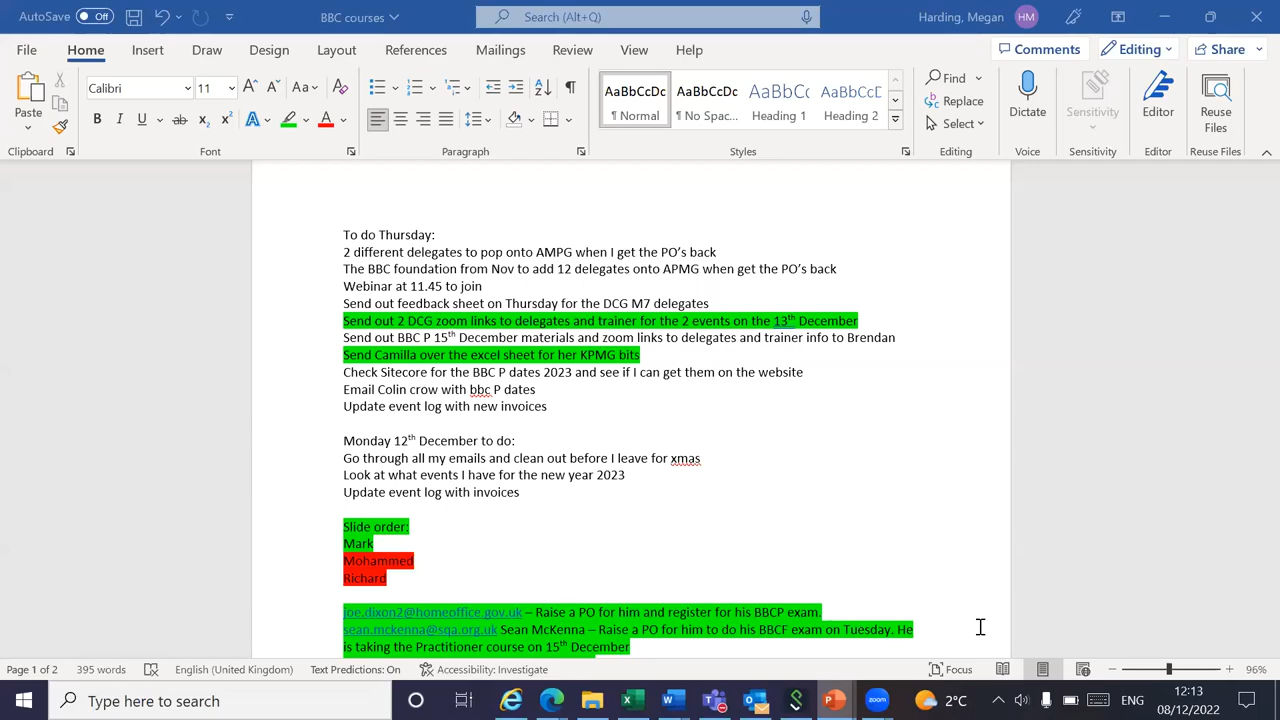 AutoSave Off BBC courses Search (Alt+Q) Harding, Megan HM
File Home Insert Draw Design Layout References Mailings Review View Help Comments Editing Share
Paste Calibri 11 Aa AaBbCcDc AaBbCcDc AaBbCc AaBbCcD Find Replace Select Dictate Sensitivity Editor Reuse Files
¶ Normal ¶ No Spac... Heading 1 Heading 2
Clipboard Font Paragraph Styles Editing Voice Sensitivity Editor Reuse Files
To do Thursday:
2 different delegates to pop onto AMPG when I get the PO's back
The BBC foundation from Nov to add 12 delegates onto APMG when get the PO's back
Webinar at 11.45 to join
Send out feedback sheet on Thursday for the DCG M7 delegates
Send out 2 DCG zoom links to delegates and trainer for the 2 events on the 13th December
Send out BBC P 15th December materials and zoom links to delegates and trainer info to Brendan
Send Camilla over the excel sheet for her KPMG bits
Check Sitecore for the BBC P dates 2023 and see if I can get them on the website
Email Colin crow with bbc P dates
Update event log with new invoices
Monday 12th December to do:
Go through all my emails and clean out before I leave for xmas
Look at what events I have for the new year 2023
Update event log with invoices
Slide order:
Mark
Mohammed
Richard
joe.dixon2@homeoffice.gov.uk – Raise a PO for him and register for his BBCP exam.
sean.mckenna@sqa.org.uk Sean McKenna – Raise a PO for him to do his BBCF exam on Tuesday. He
is taking the Practitioner course on 15th December
Page 1 of 2 395 words English (United Kingdom) Text Predictions: On Accessibility: Investigate Focus 96%
Type here to search 2°C ENG 12:13
08/12/2022